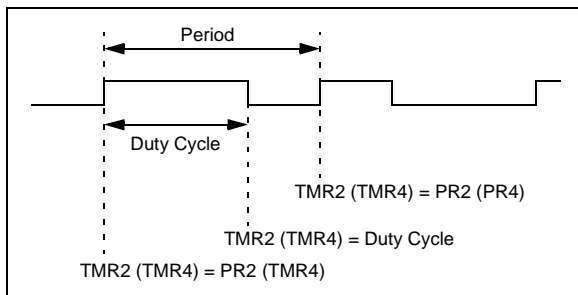 Period
Duty Cycle
TMR2 (TMR4) = PR2 (PR4)
TMR2 (TMR4) = Duty Cycle
TMR2 (TMR4) = PR2 (TMR4)